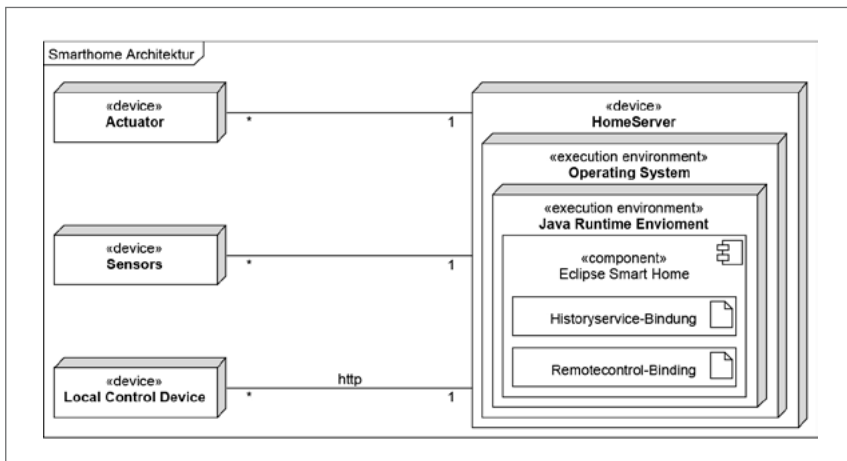 Smarthome Architektur
«device»
Actuator
*
1
«device»
HomeServer
«execution environment»
Operating System
«execution environment»
Java Runtime Envioment
«component»
Eclipse Smart Home
«device»
Sensors
*
1
Historyservice-Bindung
Remotecontrol-Binding
«device»
Local Control Device
http
*
1